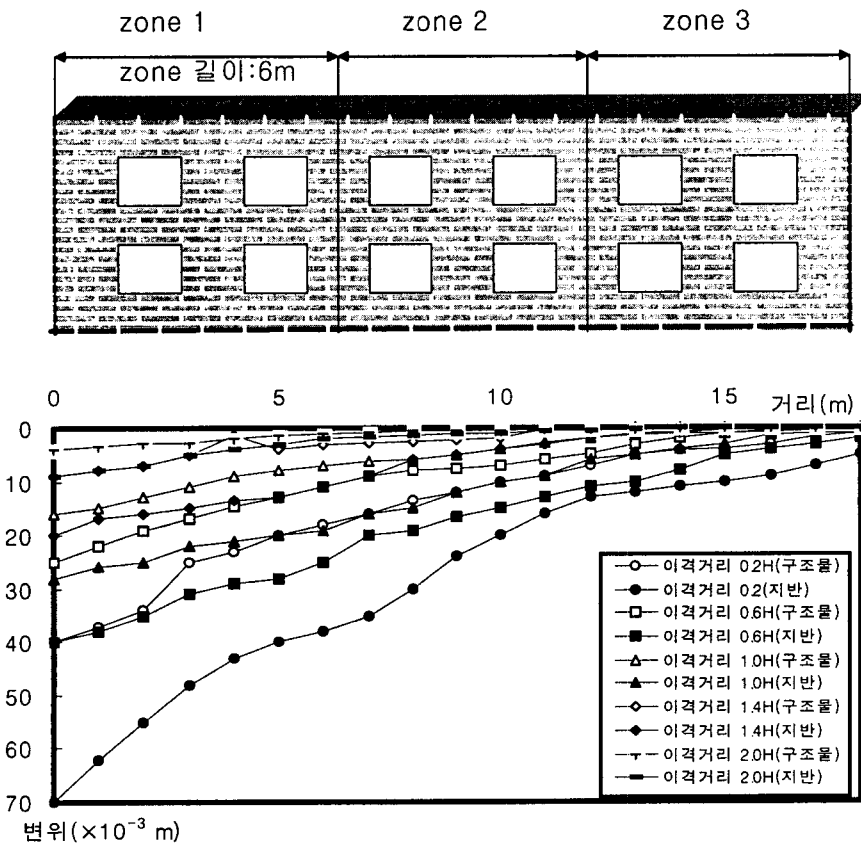 zone 1 zone 2 zone 3
zone 길이:6m
0 5 10 15
거리(m)
0
10
20
30
40
50
60
70
변위(×10⁻³ m)
이격거리 0.2H(구조물)
이격거리 0.2(지반)
이격거리 0.6H(구조물)
이격거리 0.6H(지반)
이격거리 1.0H(구조물)
이격거리 1.0H(지반)
이격거리 1.4H(구조물)
이격거리 1.4H(지반)
이격거리 2.0H(구조물)
이격거리 2.0H(지반)